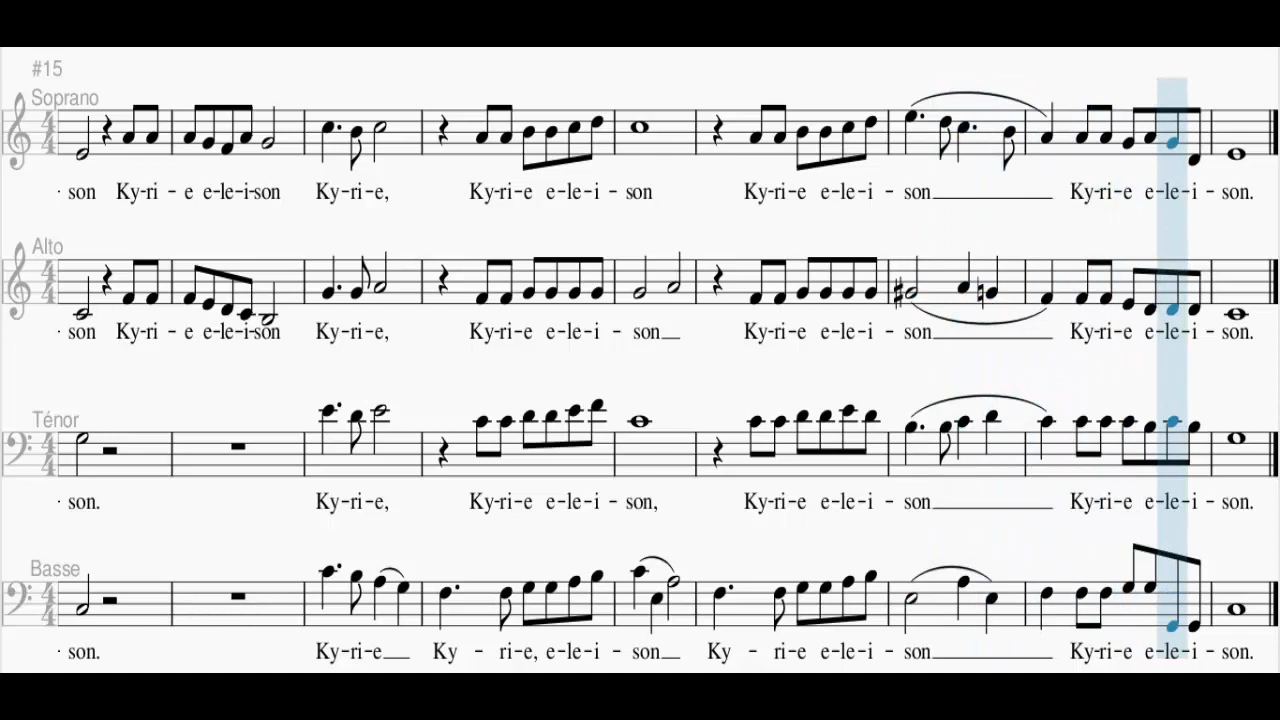 #15
Soprano
· son Ky-ri - e e-le-i-son Ky-ri-e, Ky-ri-e e-le-i - son Ky-ri-e e-le-i - son Ky-ri-e e-le-i - son.
Alto
· son Ky-ri - e e-le-i-son Ky-ri-e, Ky-ri-e e-le-i - son Ky-ri-e e-le-i - son Ky-ri-e e-le-i - son.
Ténor
· son. Ky-ri-e, Ky-ri-e e-le-i - son, Ky-ri-e e-le-i - son Ky-ri-e e-le-i - son.
Basse
· son. Ky-ri-e Ky - ri-e, e-le-i - son Ky - ri-e e-le-i - son Ky-ri-e e-le-i - son.